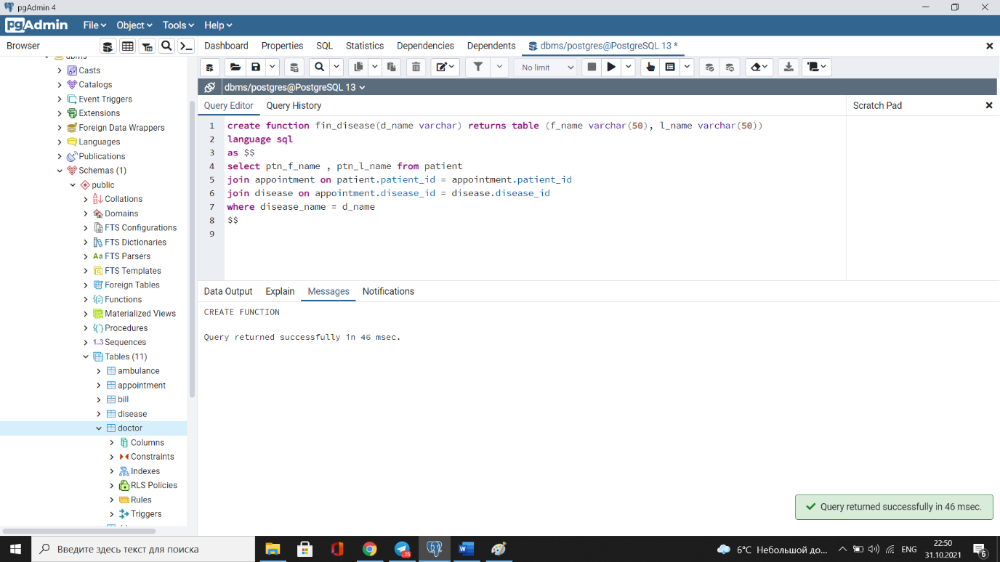 pgAdmin 4
pgAdmin File Object Tools Help
Browser
Dashboard Properties SQL Statistics Dependencies Dependents dbms/postgres@PostgreSQL 13 *
No limit
dbms/postgres@PostgreSQL 13
Query Editor Query History
Scratch Pad
1 create function fin_disease(d_name varchar) returns table (f_name varchar(50), l_name varchar(50))
2 language sql
3 as $$
4 select ptn_f_name , ptn_l_name from patient
5 join appointment on patient.patient_id = appointment.patient_id
6 join disease on appointment.disease_id = disease.disease_id
7 where disease_name = d_name
8 $$
9
dbms
Casts
Catalogs
Event Triggers
Extensions
Foreign Data Wrappers
Languages
Publications
Schemas (1)
public
Collations
Domains
FTS Configurations
FTS Dictionaries
Aa FTS Parsers
FTS Templates
Foreign Tables
Functions
Materialized Views
Procedures
1..3 Sequences
Tables (11)
ambulance
appointment
bill
disease
doctor
Columns
Constraints
Indexes
RLS Policies
Rules
Triggers
Data Output Explain Messages Notifications
CREATE FUNCTION
Query returned successfully in 46 msec.
Query returned successfully in 46 msec.
Введите здесь текст для поиска
6°C Небольшой до...
ENG
22:50
31.10.2021
6